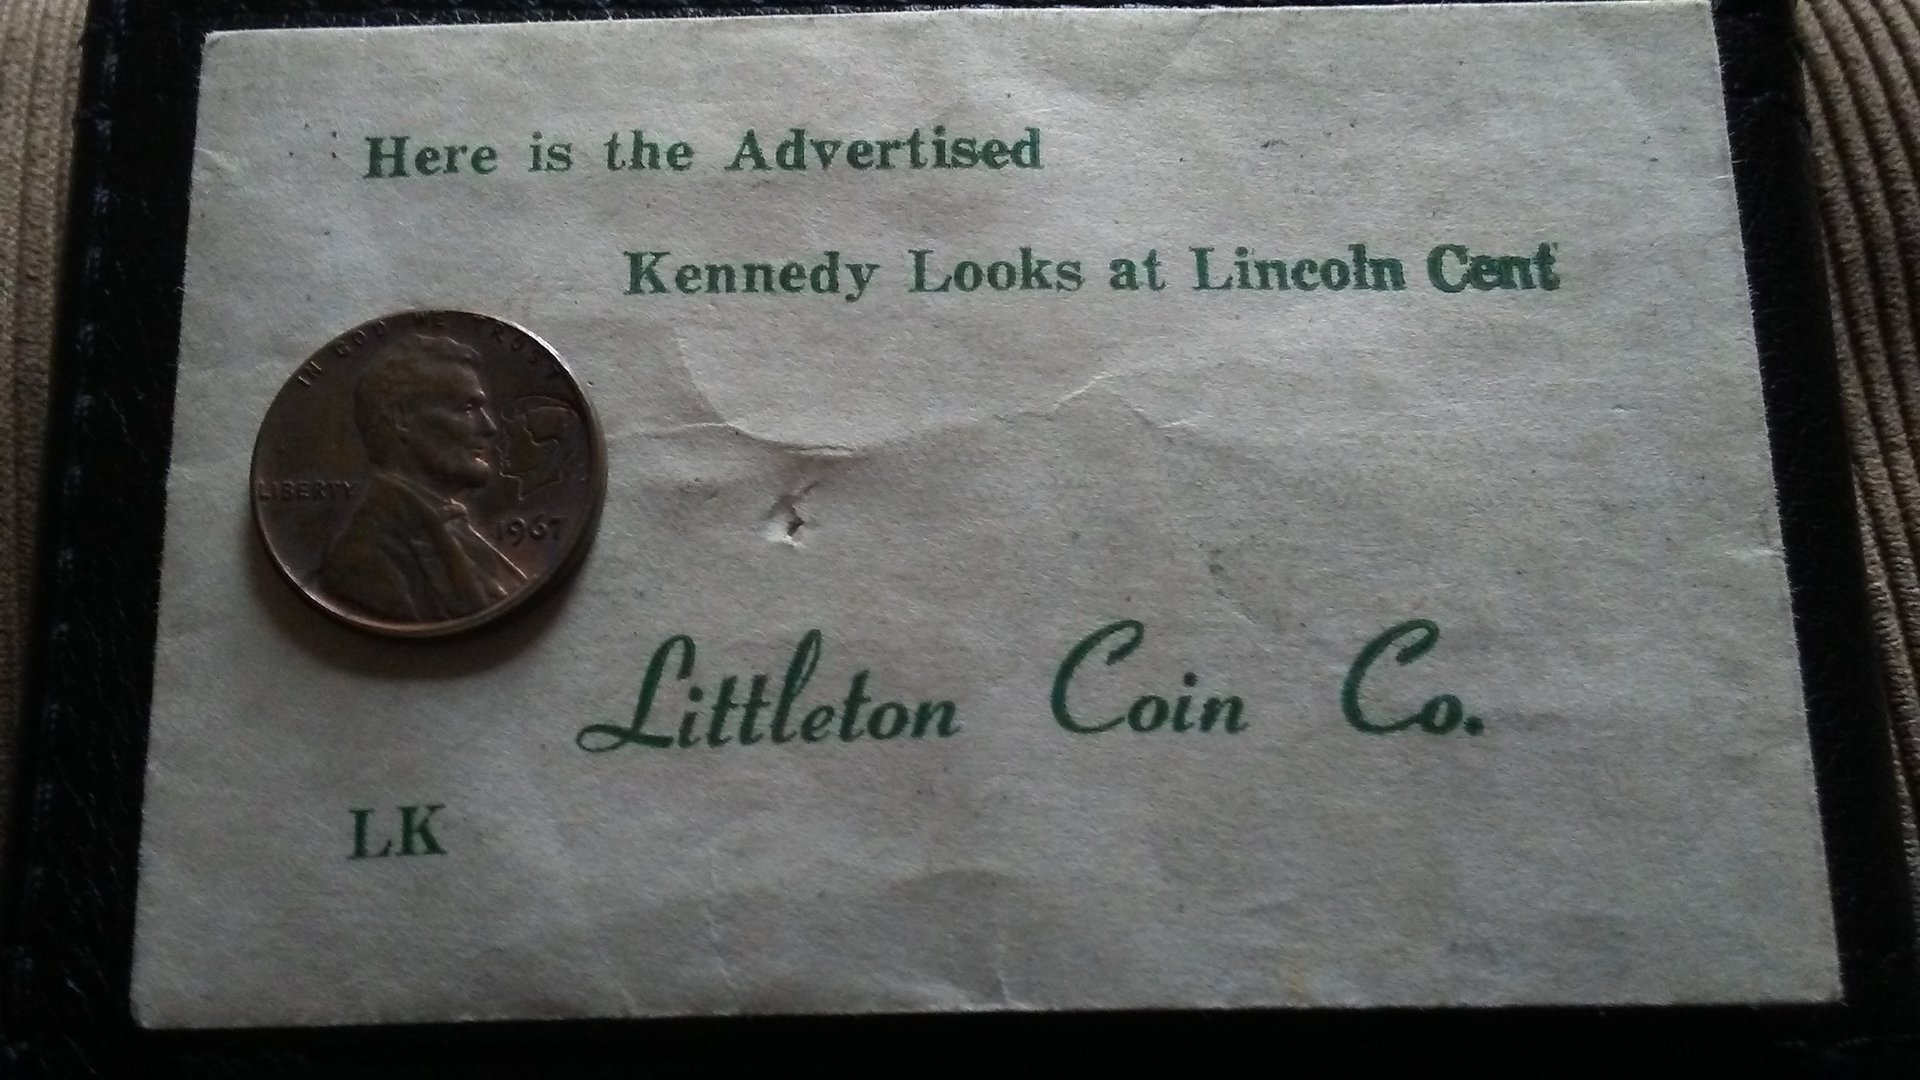 Here is the Advertised
Kennedy Looks at Lincoln Cent
IN GOD WE TRUST
LIBERTY
1967
Littleton Coin Co.
LK